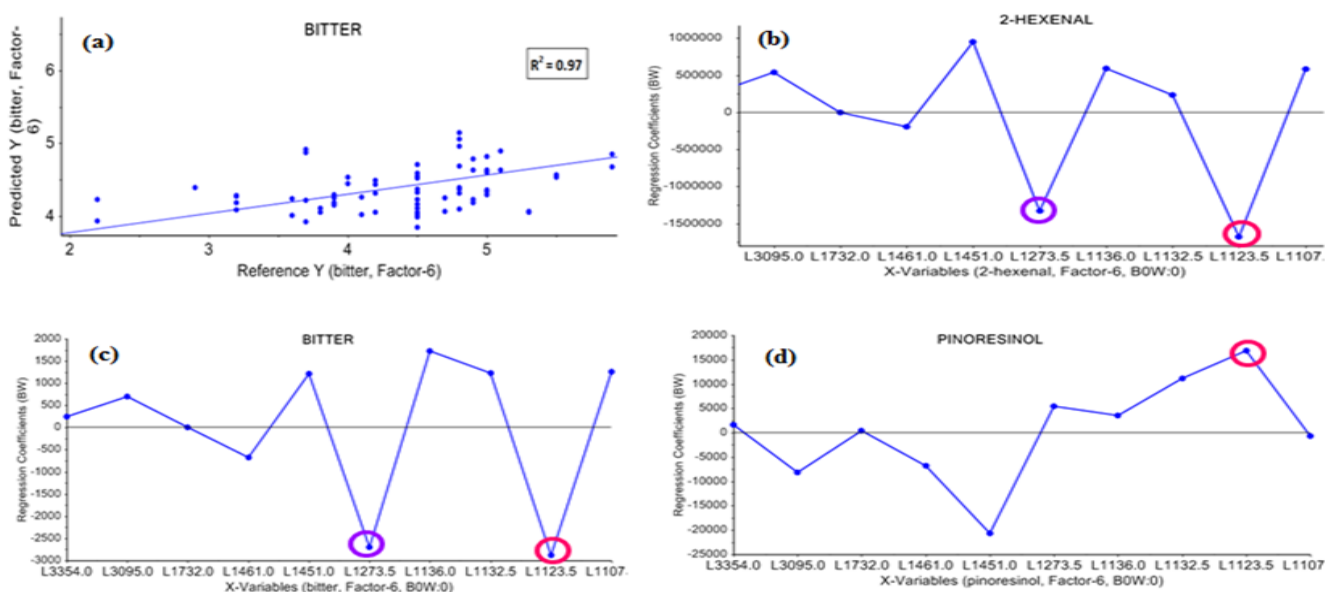 (a)
BITTER
R² = 0.97
Predicted Y (bitter, Factor-
6)
6
5
4
2 3 4 5
Reference Y (bitter, Factor-6)
(b)
2-HEXENAL
Regression Coefficients (BW)
1000000
500000
0
-500000
-1000000
-1500000
L3095.0 L1732.0 L1461.0 L1451.0 L1273.5 L1136.0 L1132.5 L1123.5 L1107.
X-Variables (2-hexenal, Factor-6, B0W:0)
(c)
BITTER
Regression Coefficients (BW)
2000
1500
1000
500
0
-500
-1000
-1500
-2000
-2500
-3000
L3354.0 L3095.0 L1732.0 L1461.0 L1451.0 L1273.5 L1136.0 L1132.5 L1123.5 L1107.
X-Variables (bitter, Factor-6, B0W:0)
(d)
PINORESINOL
Regression Coefficients (BW)
20000
15000
10000
5000
0
-5000
-10000
-15000
-20000
-25000
L3354.0 L3095.0 L1732.0 L1461.0 L1451.0 L1273.5 L1136.0 L1132.5 L1123.5 L1107
X-Variables (pinoresinol, Factor-6, B0W:0)